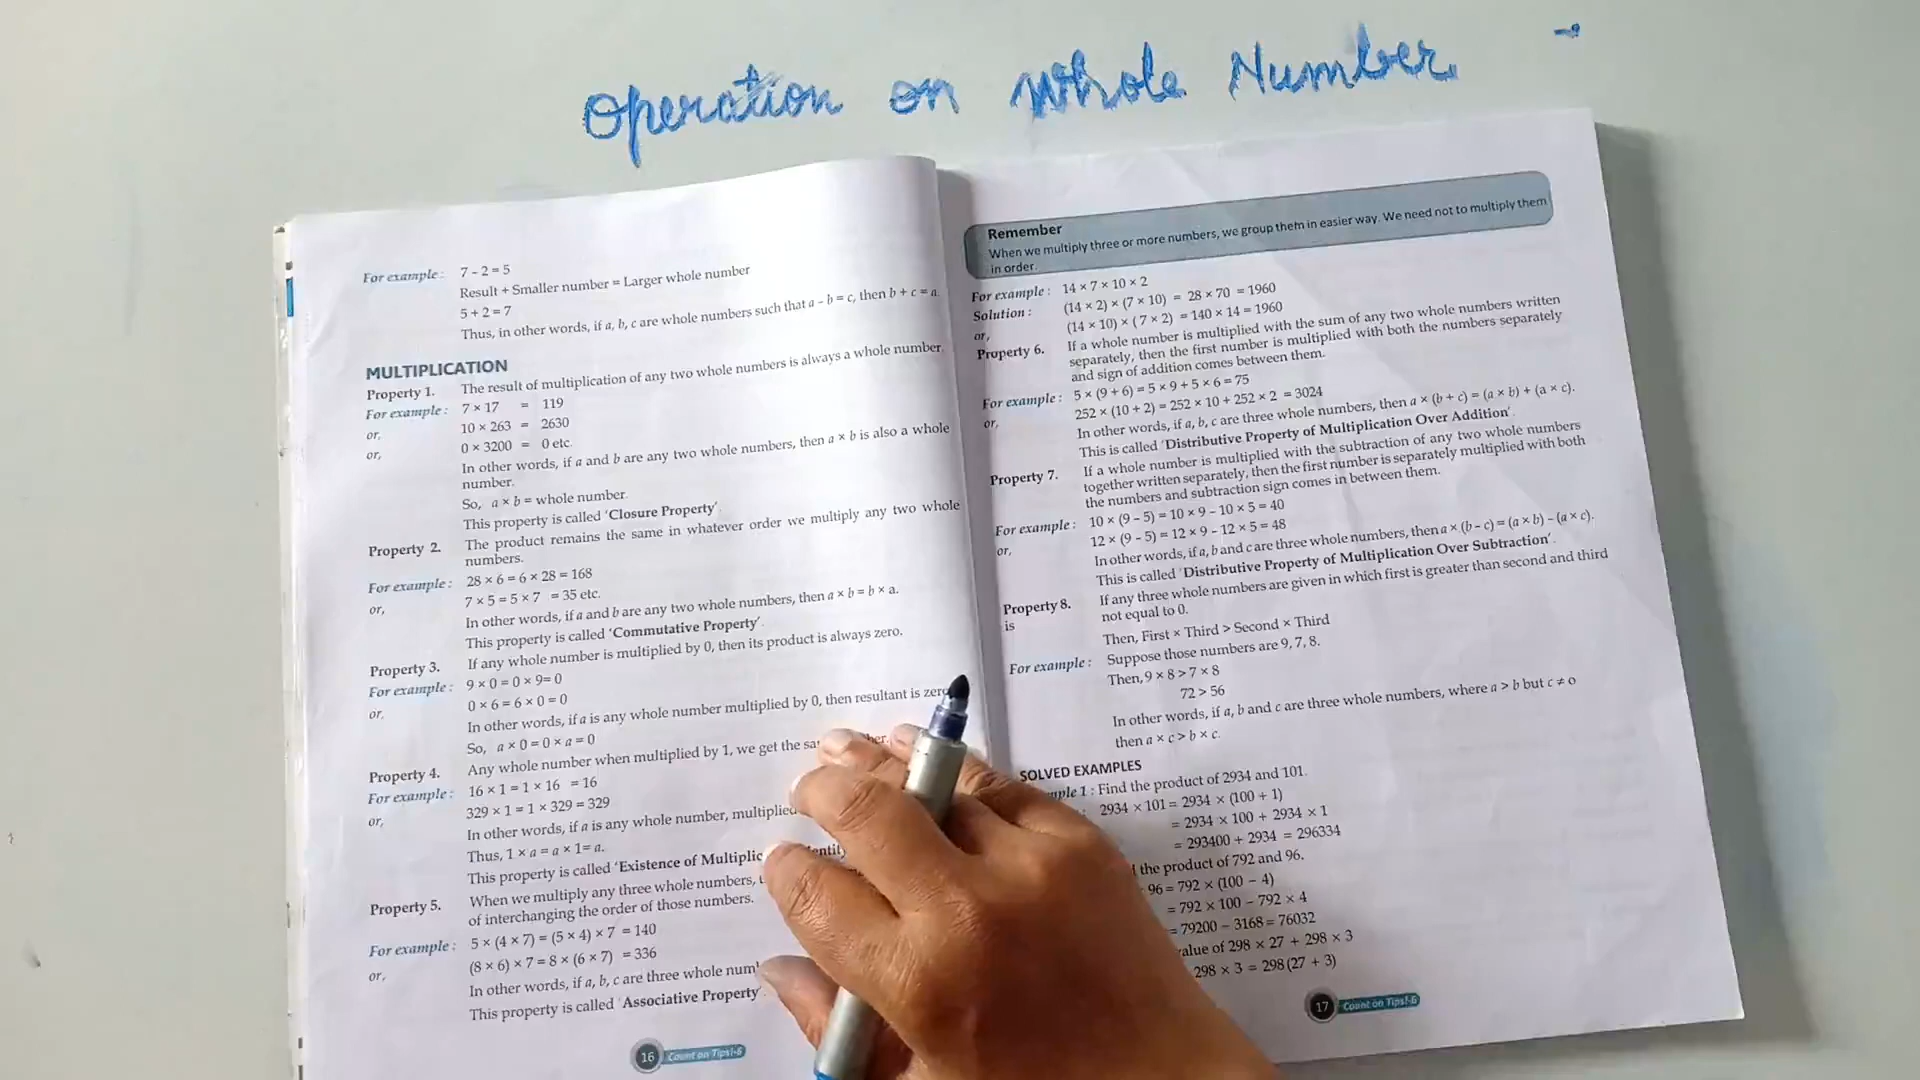 Operation on Whole Number
For example : 7 – 2 = 5
Result + Smaller number = Larger whole number
5 + 2 = 7
Thus, in other words, if a, b, c are whole numbers such that a – b = c, then b + c = a.
MULTIPLICATION
Property 1. The result of multiplication of any two whole numbers is always a whole number.
For example : 7 × 17 = 119
or, 10 × 263 = 2630
or, 0 × 3200 = 0 etc.
In other words, if a and b are any two whole numbers, then a × b is also a whole
number.
So, a × b = whole number.
This property is called 'Closure Property'.
Property 2. The product remains the same in whatever order we multiply any two whole
numbers.
For example : 28 × 6 = 6 × 28 = 168
or, 7 × 5 = 5 × 7 = 35 etc.
In other words, if a and b are any two whole numbers, then a × b = b × a.
This property is called 'Commutative Property'.
Property 3. If any whole number is multiplied by 0, then its product is always zero.
For example : 9 × 0 = 0 × 9= 0
or, 0 × 6 = 6 × 0 = 0
In other words, if a is any whole number multiplied by 0, then resultant is zero
So, a × 0 = 0 × a = 0
Property 4. Any whole number when multiplied by 1, we get the
For example : 16 × 1 = 1 × 16 = 16
or, 329 × 1 = 1 × 329 = 329
In other words, if a is any whole number, multiplied
Thus, 1 × a = a × 1= a.
This property is called 'Existence of
Property 5. When we multiply any three whole numbers,
of interchanging the order of those numbers.
For example : 5 × (4 × 7) = (5 × 4) × 7 = 140
or, (8 × 6) × 7 = 8 × (6 × 7) = 336
In other words, if a, b, c are three whole
This property is called 'Associative Property'.
16 Count on Tips!-6
Remember
When we multiply three or more numbers, we group them in easier way. We need not to multiply them
in order.
For example : 14 × 7 × 10 × 2
Solution : (14 × 2) × (7 × 10) = 28 × 70 = 1960
or, (14 × 10) × ( 7 × 2) = 140 × 14 = 1960
Property 6. If a whole number is multiplied with the sum of any two whole numbers written
separately, then the first number is multiplied with both the numbers separately
and sign of addition comes between them.
For example : 5 × (9 + 6) = 5 × 9 + 5 × 6 = 75
or, 252 × (10 + 2) = 252 × 10 + 252 × 2 = 3024
In other words, if a, b, c are three whole numbers, then a × (b + c) = (a × b) + (a × c).
This is called 'Distributive Property of Multiplication Over Addition'.
Property 7. If a whole number is multiplied with the subtraction of any two whole numbers
together written separately, then the first number is separately multiplied with both
the numbers and subtraction sign comes in between them.
For example : 10 × (9 – 5) = 10 × 9 – 10 × 5 = 40
or, 12 × (9 – 5) = 12 × 9 – 12 × 5 = 48
In other words, if a, b and c are three whole numbers, then a × (b – c) = (a × b) – (a × c).
This is called 'Distributive Property of Multiplication Over Subtraction'.
Property 8. If any three whole numbers are given in which first is greater than second and third
is not equal to 0.
Then, First × Third > Second × Third
For example : Suppose those numbers are 9, 7, 8.
Then, 9 × 8 > 7 × 8
72 > 56
In other words, if a, b and c are three whole numbers, where a > b but c ≠ o
then a × c > b × c.
SOLVED EXAMPLES
1 : Find the product of 2934 and 101.
: 2934 × 101 = 2934 × (100 + 1)
= 2934 × 100 + 2934 × 1
= 293400 + 2934 = 296334
the product of 792 and 96.
96 = 792 × (100 – 4)
= 792 × 100 – 792 × 4
= 79200 – 3168 = 76032
value of 298 × 27 + 298 × 3
298 × 3 = 298 (27 + 3)
17 Count on Tips!-6